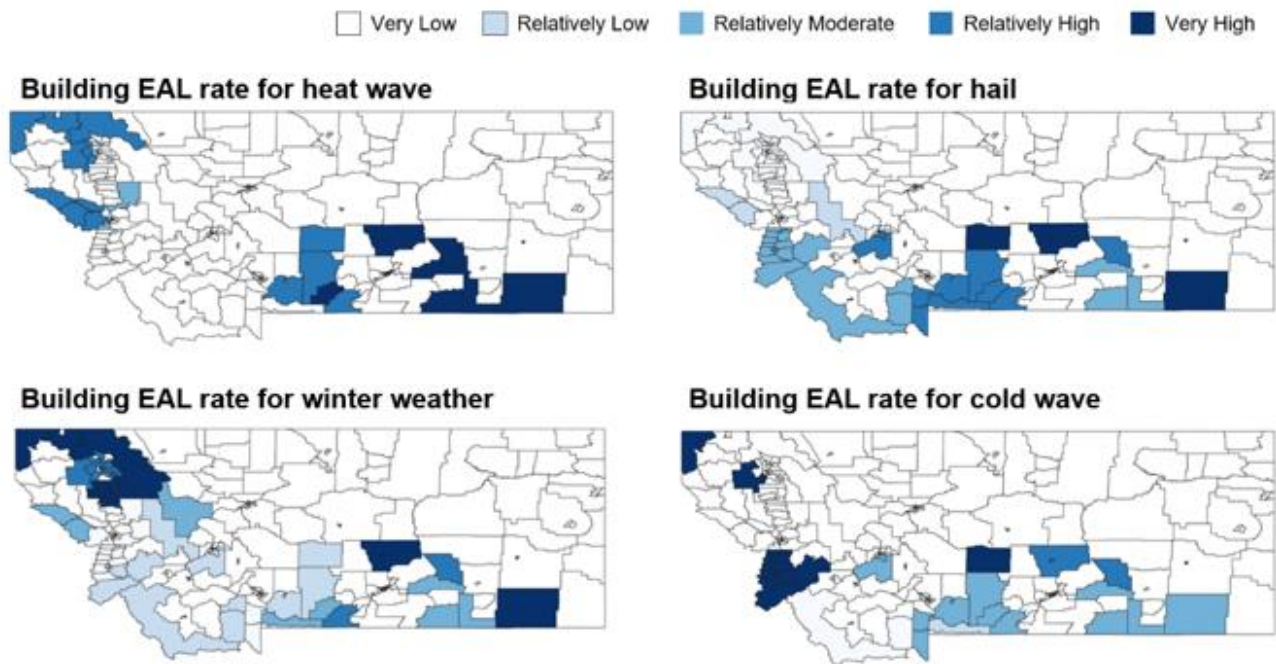 Very Low Relatively Low Relatively Moderate Relatively High Very High
Building EAL rate for heat wave
Building EAL rate for hail
Building EAL rate for winter weather
Building EAL rate for cold wave